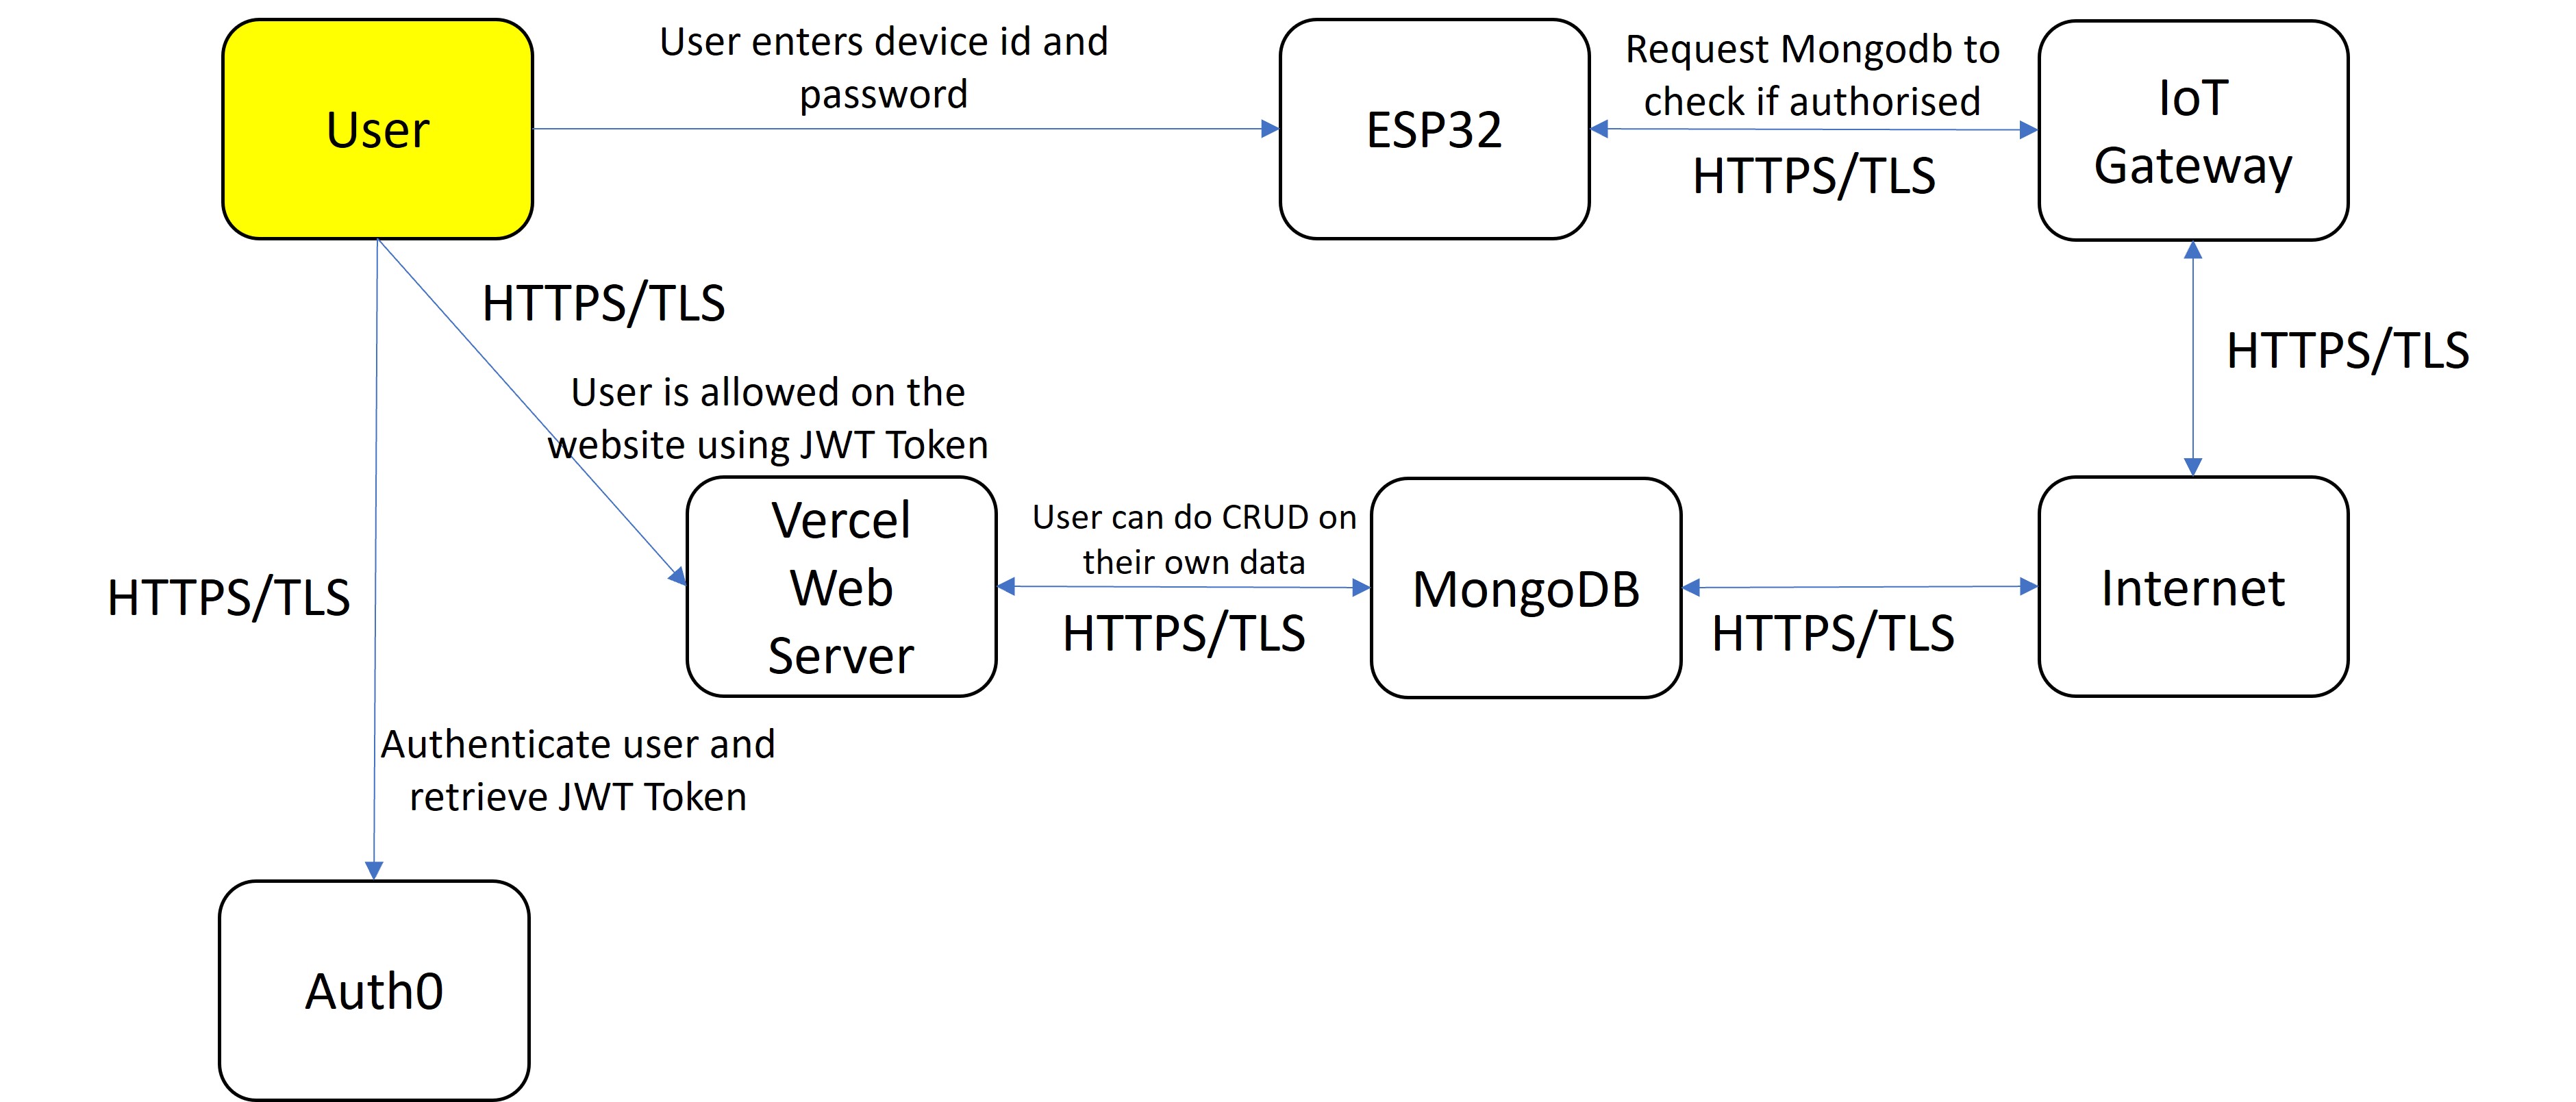 User
User enters device id and
password
ESP32
Request Mongodb to
check if authorised
HTTPS/TLS
IoT
Gateway
HTTPS/TLS
HTTPS/TLS
User is allowed on the
website using JWT Token
Vercel
Web
Server
User can do CRUD on
their own data
HTTPS/TLS
MongoDB
HTTPS/TLS
Internet
HTTPS/TLS
Authenticate user and
retrieve JWT Token
Auth0